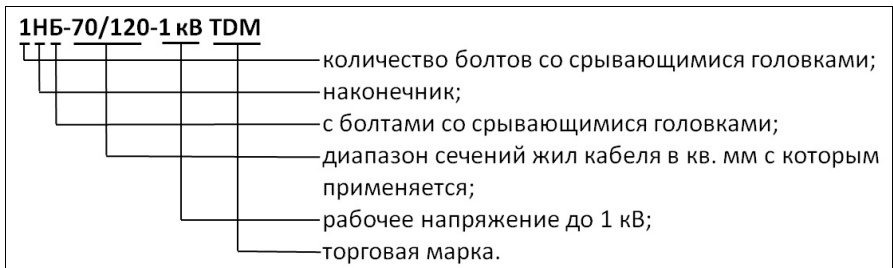 1НБ-70/120-1 кВ TDM
количество болтов со срывающимися головками;
наконечник;
с болтами со срывающимися головками;
диапазон сечений жил кабеля в кв. мм с которым
применяется;
рабочее напряжение до 1 кВ;
торговая марка.